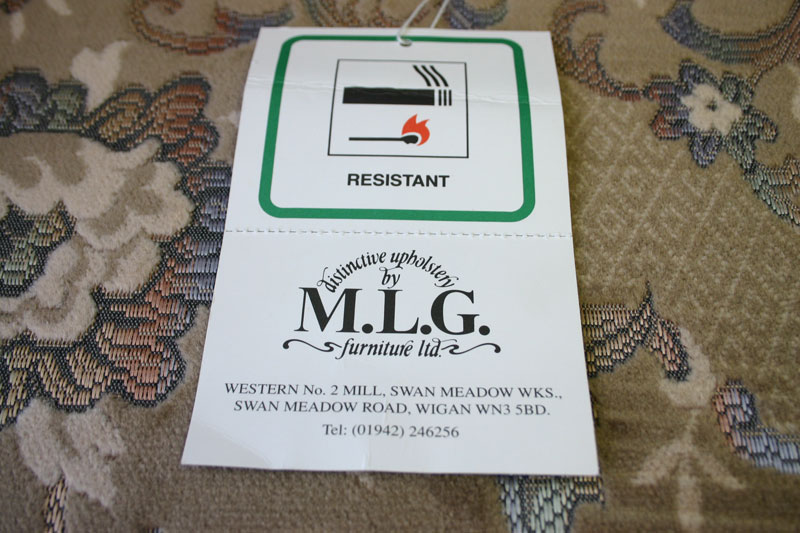 RESISTANT
distinctive upholstery
by
M.L.G.
furniture ltd.
WESTERN No. 2 MILL, SWAN MEADOW WKS.,
SWAN MEADOW ROAD, WIGAN WN3 5BD.
Tel: (01942) 246256